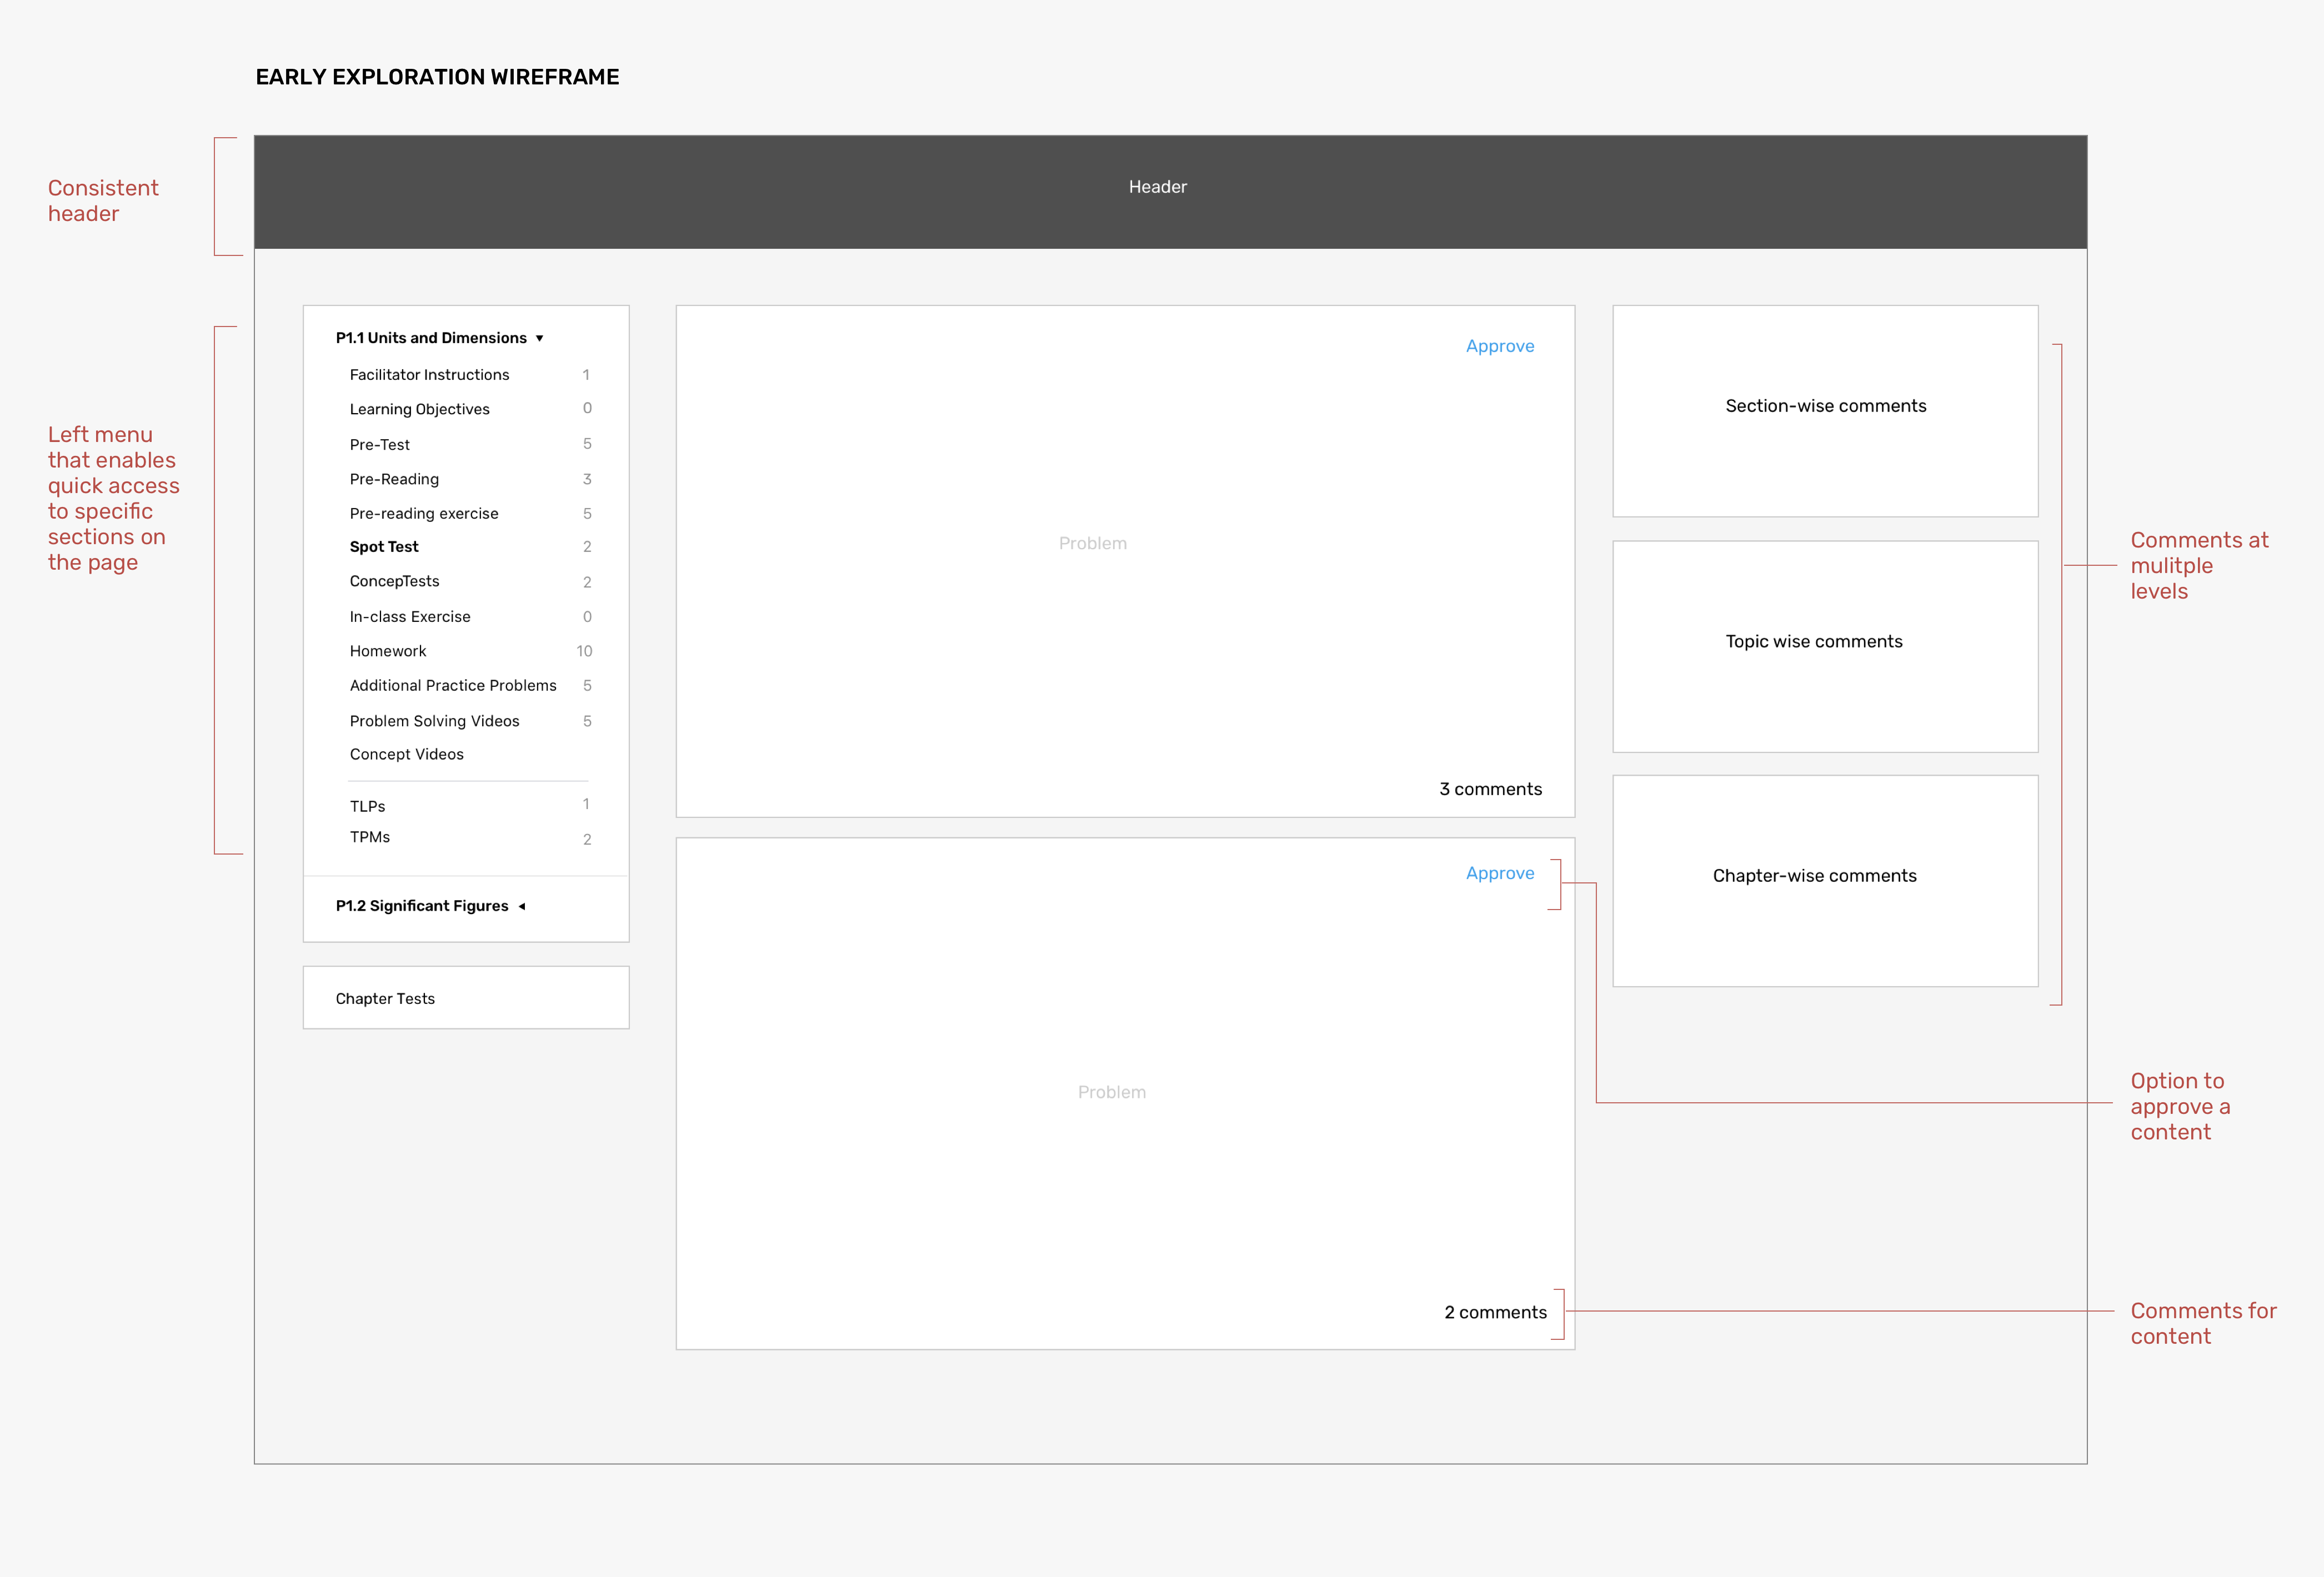 EARLY EXPLORATION WIREFRAME
Consistent
header
Header
Left menu
that enables
quick access
to specific
sections on
the page
P1.1 Units and Dimensions
Facilitator Instructions 1
Learning Objectives 0
Pre-Test 5
Pre-Reading 3
Pre-reading exercise 5
Spot Test 2
ConcepTests 2
In-class Exercise 0
Homework 10
Additional Practice Problems 5
Problem Solving Videos 5
Concept Videos
TLPs 1
TPMs 2
P1.2 Significant Figures
Chapter Tests
Approve
Problem
3 comments
Approve
Problem
2 comments
Section-wise comments
Topic wise comments
Chapter-wise comments
Comments at
mulitple
levels
Option to
approve a
content
Comments for
content